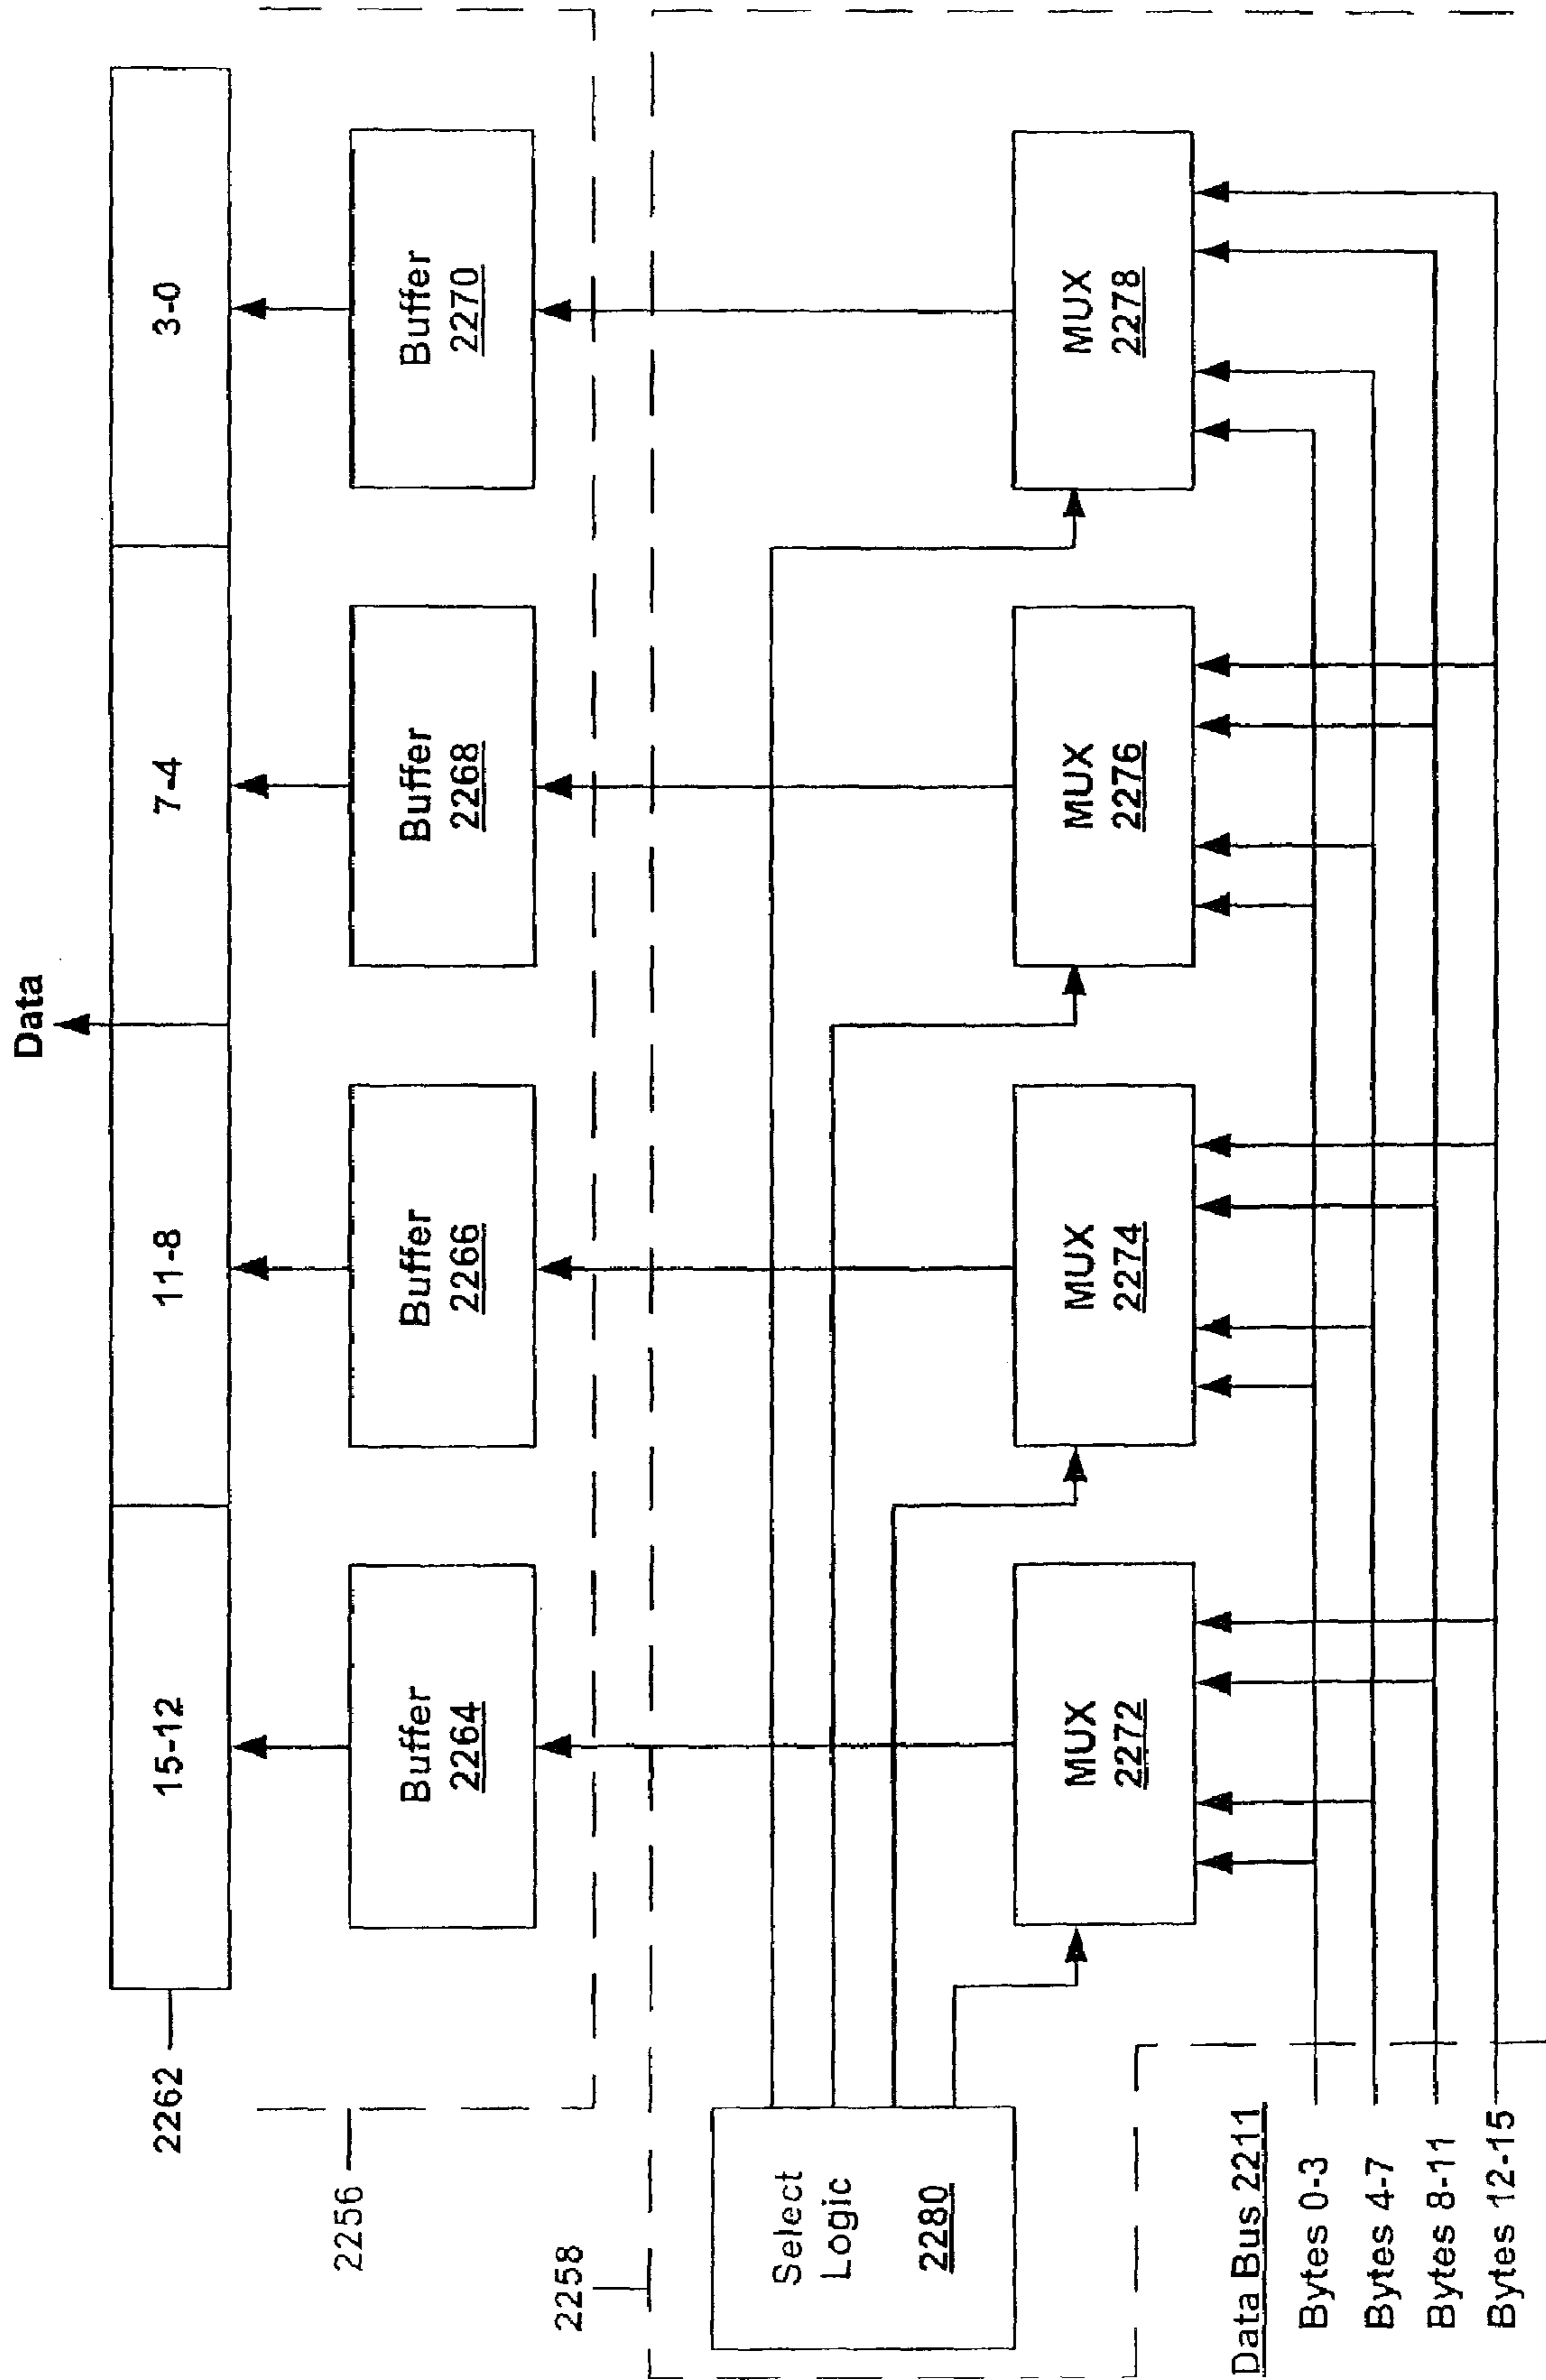 Data
2262
15-12
11-8
7-4
3-0
2256
Buffer
2264
Buffer
2266
Buffer
2268
Buffer
2270
2258
Select
Logic
2280
MUX
2272
MUX
2274
MUX
2276
MUX
2278
Data Bus 2211
Bytes 0-3
Bytes 4-7
Bytes 8-11
Bytes 12-15